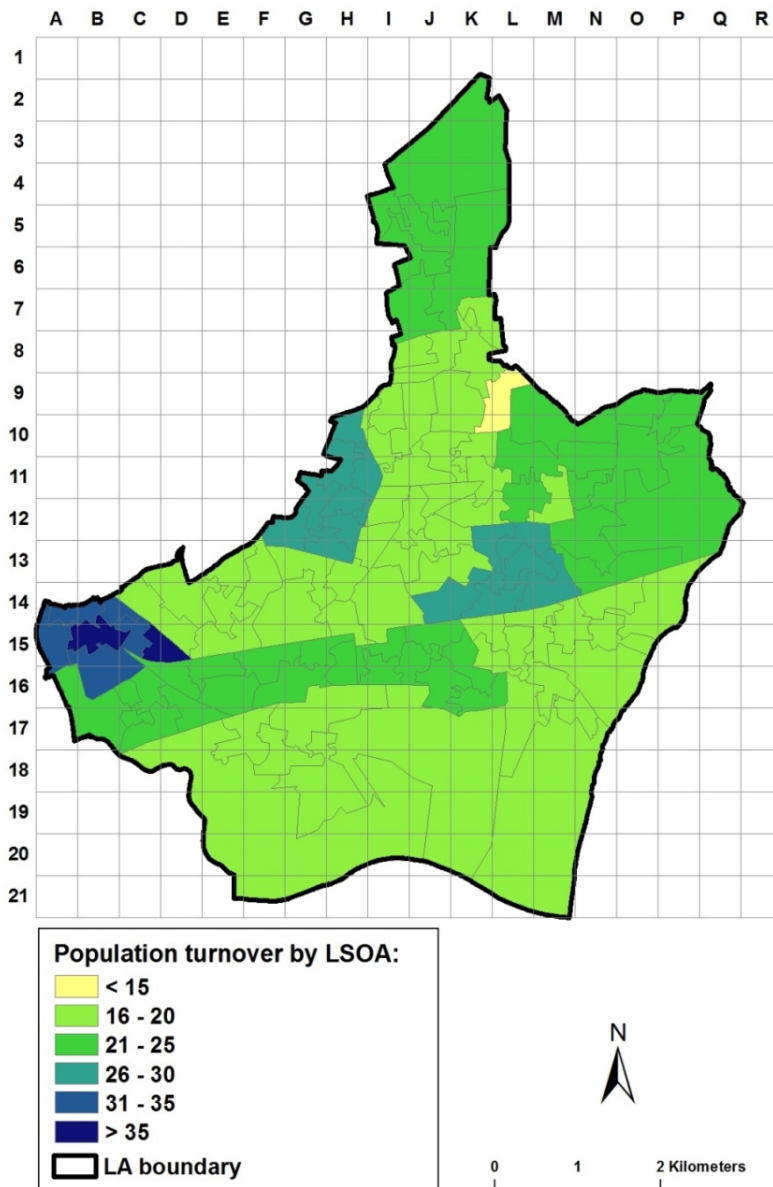 A B C D E F G H I J K L M N O P Q R
1
2
3
4
5
6
7
8
9
10
11
12
13
14
15
16
17
18
19
20
21
Population turnover by LSOA:
< 15
16 - 20
21 - 25
26 - 30
31 - 35
> 35
LA boundary
N
0 1 2 Kilometers